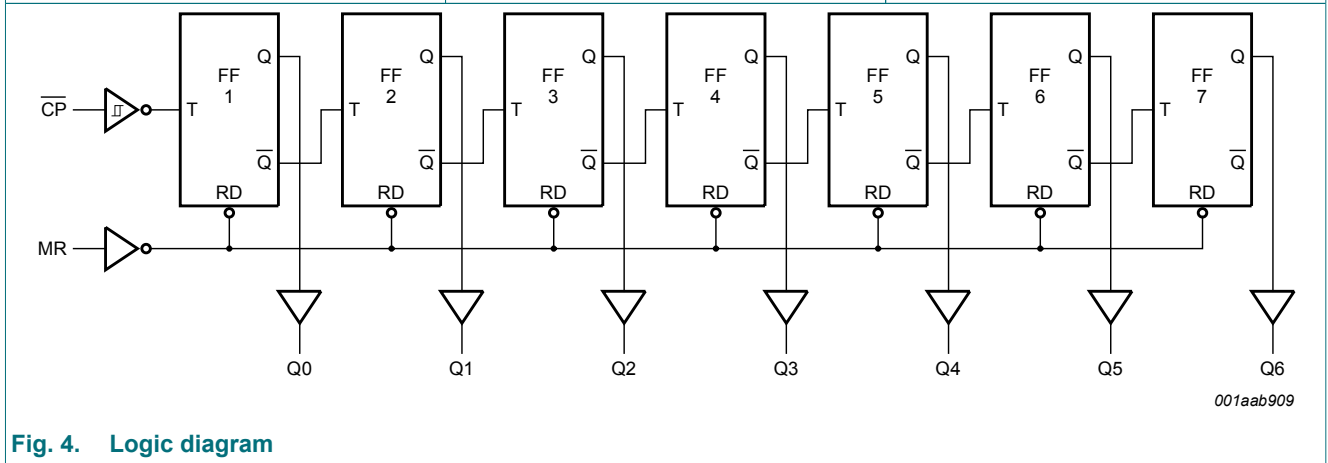 Q Q Q Q Q Q Q
FF FF FF FF FF FF FF
1 2 3 4 5 6 7
C̅P̅ T T T T T T T
Q̅ Q̅ Q̅ Q̅ Q̅ Q̅ Q̅
RD RD RD RD RD RD RD
MR
Q0 Q1 Q2 Q3 Q4 Q5 Q6
001aab909
Fig. 4. Logic diagram